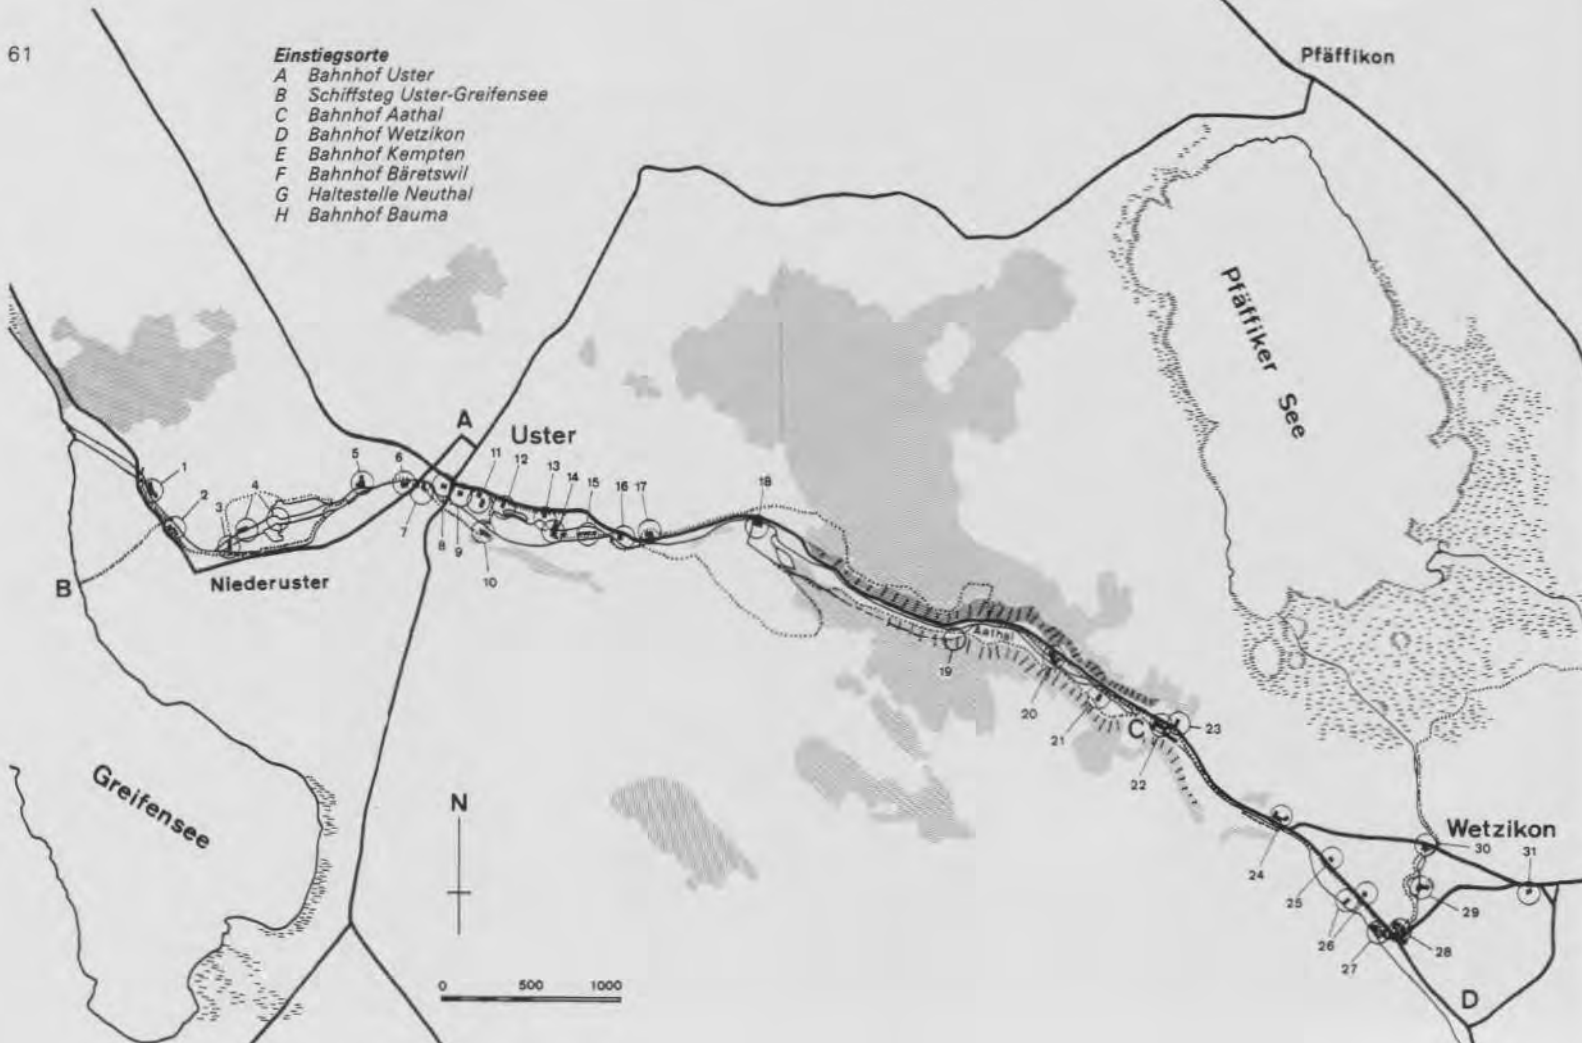 61
Einstiegsorte
A Bahnhof Uster
B Schiffsteg Uster-Greifensee
C Bahnhof Aathal
D Bahnhof Wetzikon
E Bahnhof Kempten
F Bahnhof Bäretswil
G Haltestelle Neuthal
H Bahnhof Bauma
Pfäffikon
Pfäffiker See
A
Uster
1
2
3
4
5
6
7
8
9
10
11
12
13
14
15
16
17
18
B
Niederuster
Aathal
19
20
21
C
22
23
Greifensee
N
0 500 1000
Wetzikon
24
25
26
27
28
29
30
31
D